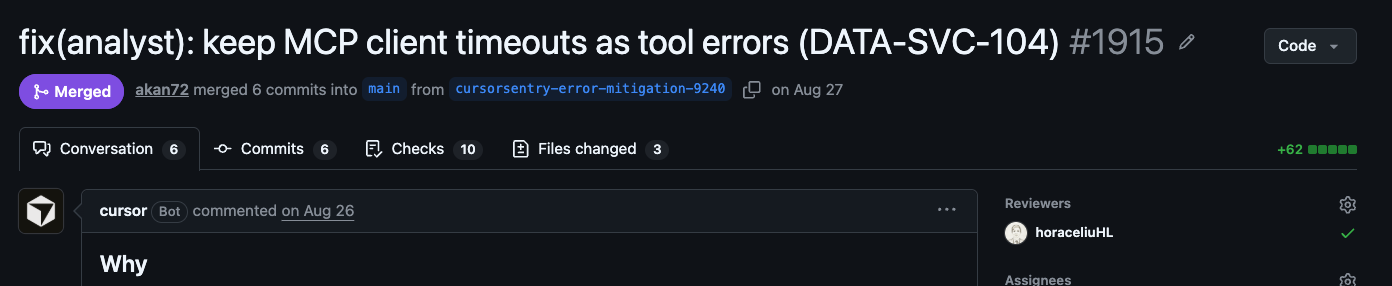 fix(analyst): keep MCP client timeouts as tool errors (DATA-SVC-104) #1915
Code
Merged akan72 merged 6 commits into main from cursorsentry-error-mitigation-9240 on Aug 27
Conversation 6 Commits 6 Checks 10 Files changed 3 +62
cursor Bot commented on Aug 26
Reviewers
horaceliuHL
Why
Assignees